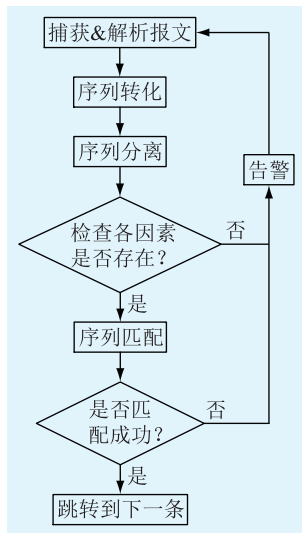 捕获&解析报文
序列转化
序列分离
告警
检查各因素
是否存在?
否
是
序列匹配
是否匹
配成功?
否
是
跳转到下一条